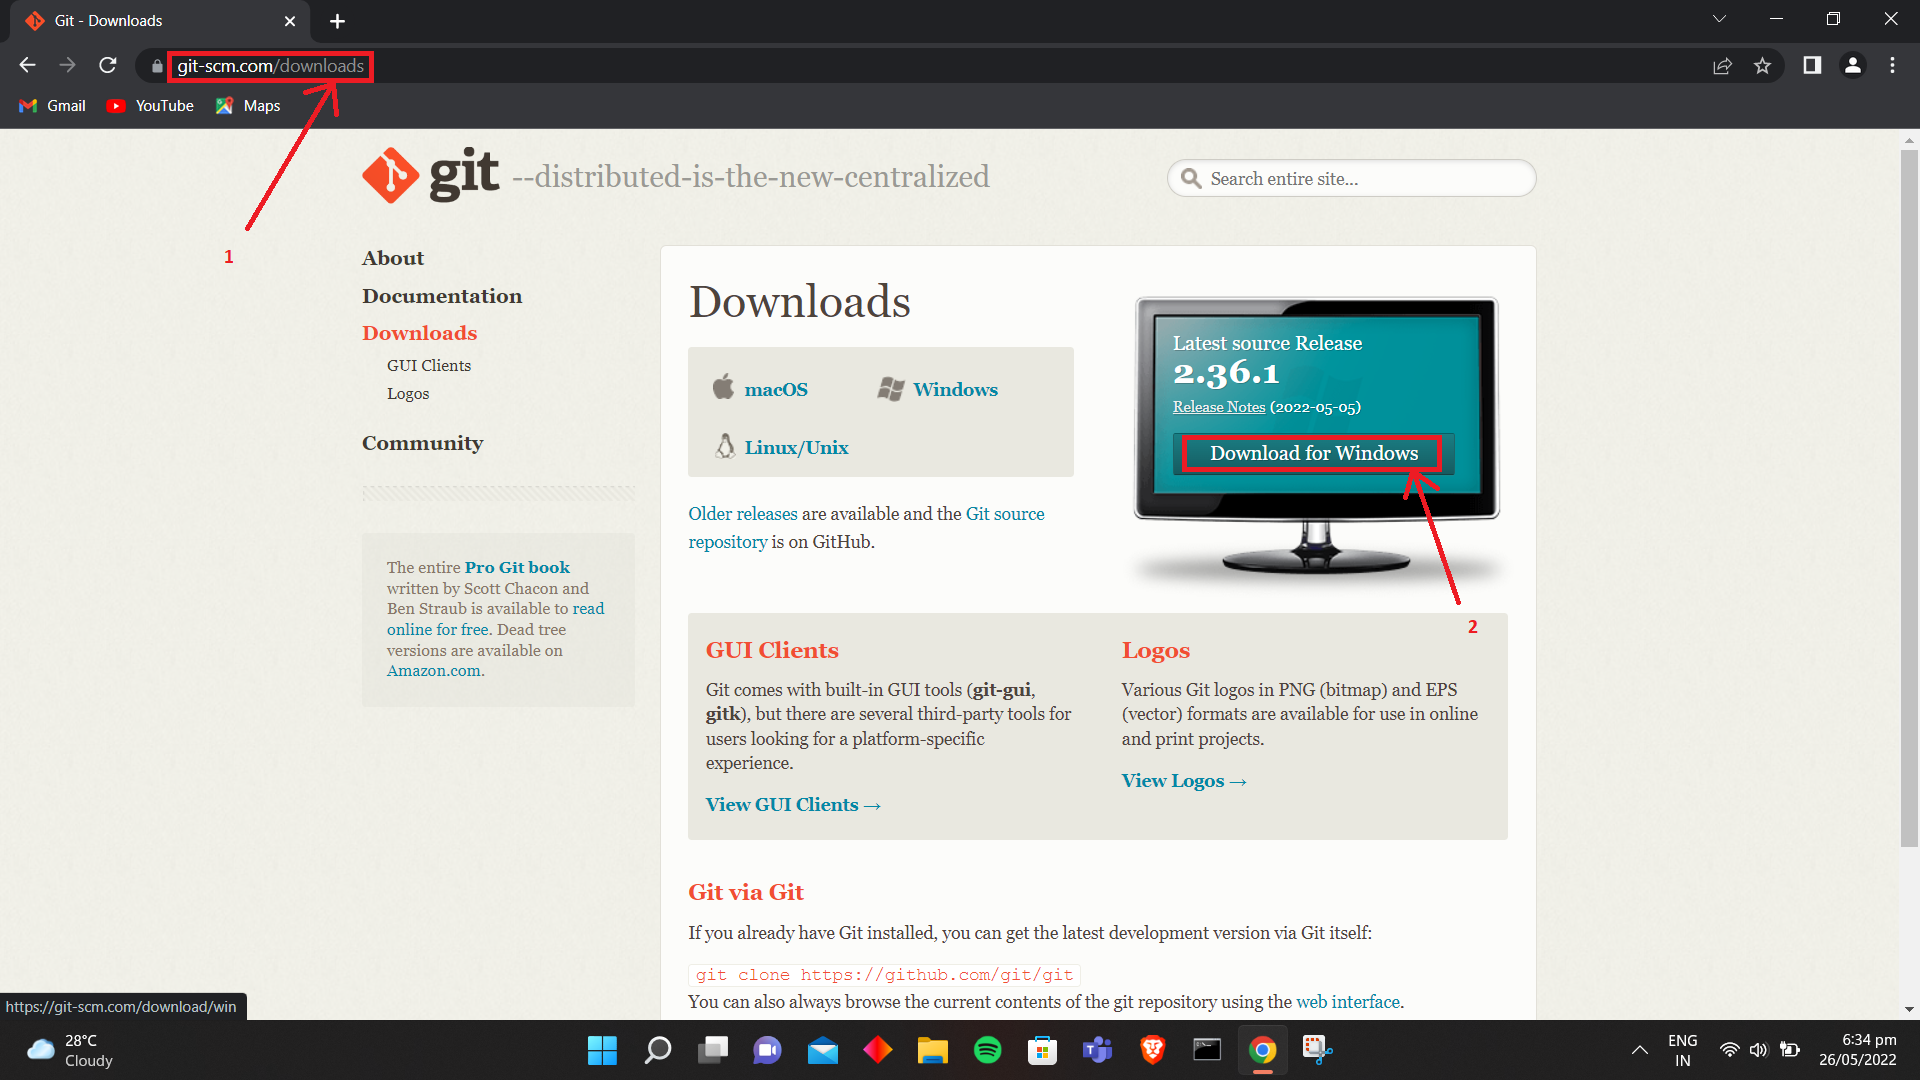 Git - Downloads
git-scm.com/downloads
Gmail
YouTube
Maps
git --distributed-is-the-new-centralized
Search entire site...
1
About
Documentation
Downloads
GUI Clients
Logos
Community
The entire Pro Git book
written by Scott Chacon and
Ben Straub is available to read
online for free. Dead tree
versions are available on
Amazon.com.
Downloads
macOS
Windows
Linux/Unix
Older releases are available and the Git source
repository is on GitHub.
Latest source Release
2.36.1
Release Notes (2022-05-05)
Download for Windows
2
GUI Clients
Git comes with built-in GUI tools (git-gui,
gitk), but there are several third-party tools for
users looking for a platform-specific
experience.
View GUI Clients →
Logos
Various Git logos in PNG (bitmap) and EPS
(vector) formats are available for use in online
and print projects.
View Logos →
Git via Git
If you already have Git installed, you can get the latest development version via Git itself:
git clone https://github.com/git/git
You can also always browse the current contents of the git repository using the web interface.
https://git-scm.com/download/win
28°C
Cloudy
ENG
IN
6:34 pm
26/05/2022